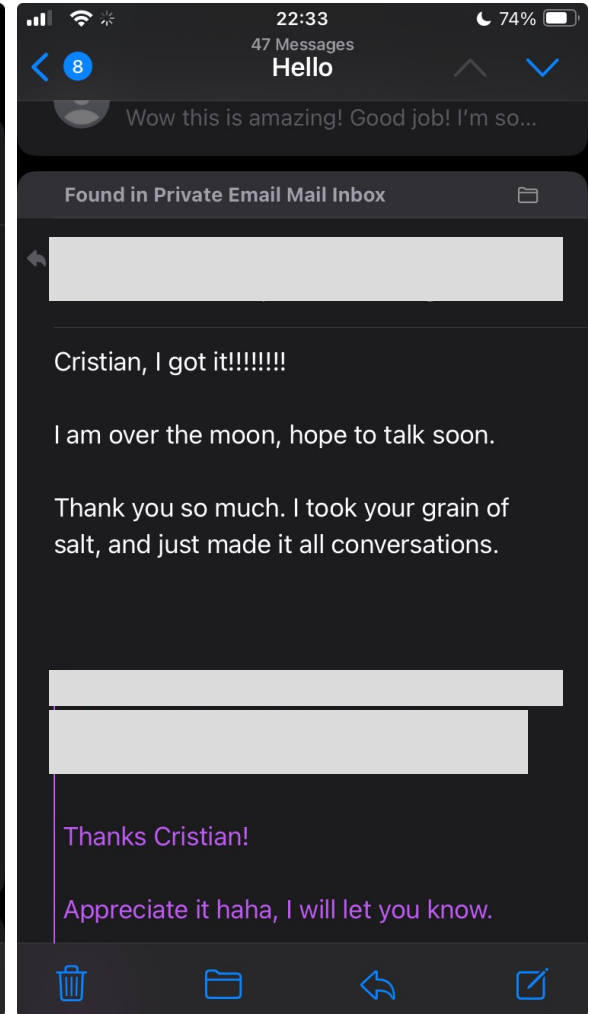 22:33
74%
47 Messages
8
Hello
Wow this is amazing! Good job! I’m so...
Found in Private Email Mail Inbox
Cristian, I got it!!!!!!!!
I am over the moon, hope to talk soon.
Thank you so much. I took your grain of
salt, and just made it all conversations.
Thanks Cristian!
Appreciate it haha, I will let you know.